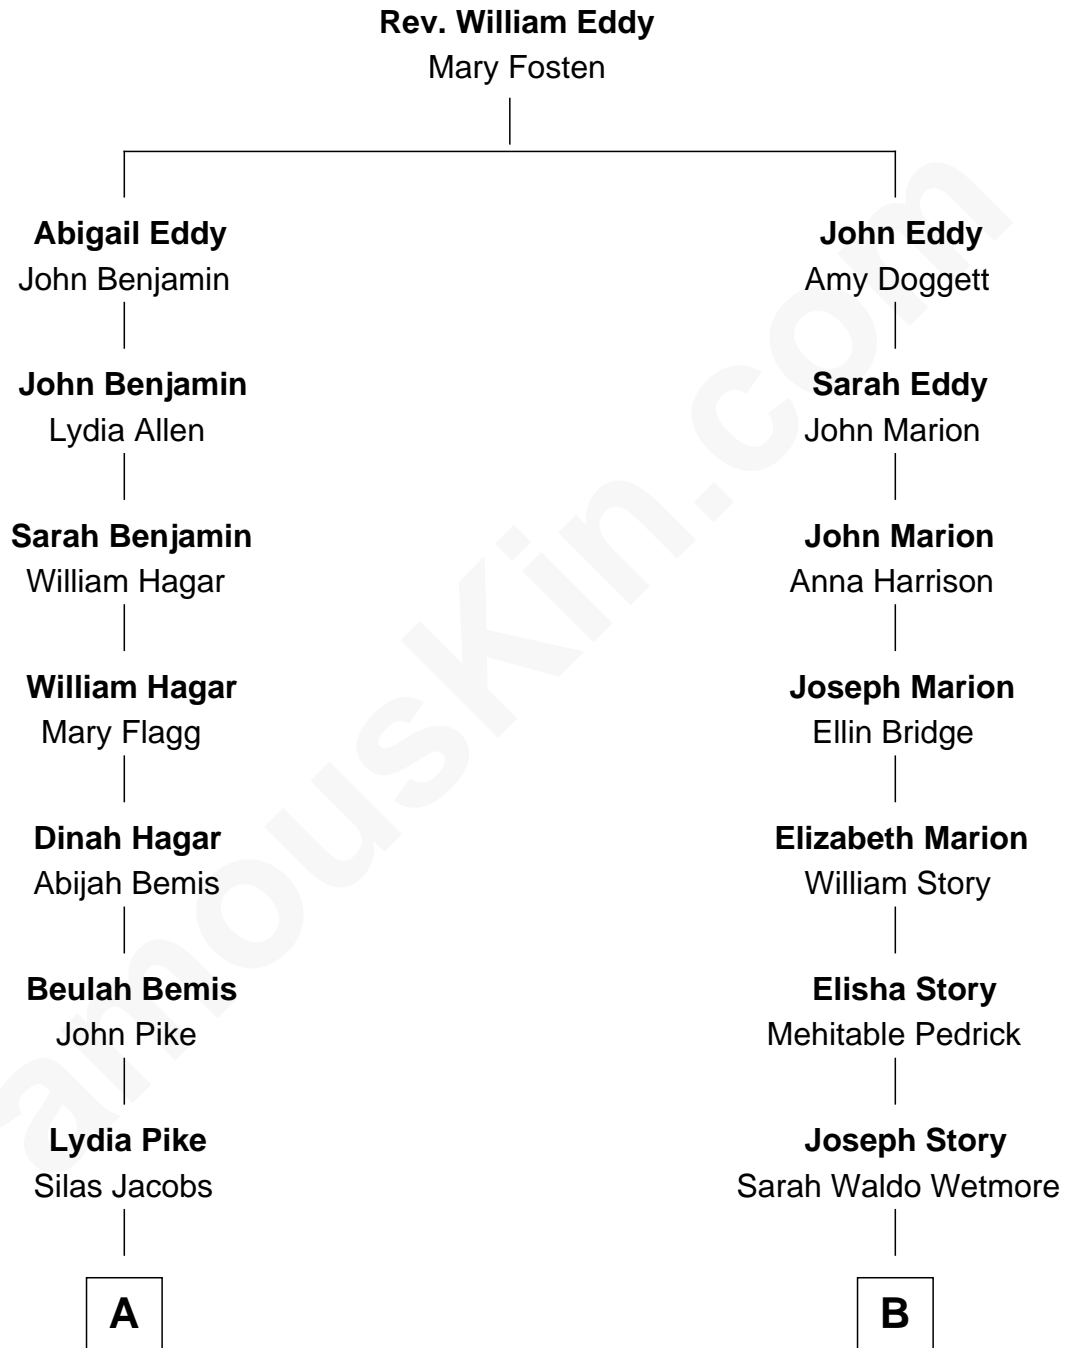 Rev. William Eddy
Mary Fosten
Abigail Eddy
John Benjamin
John Eddy
Amy Doggett
John Benjamin
Lydia Allen
Sarah Eddy
John Marion
Sarah Benjamin
William Hagar
John Marion
Anna Harrison
William Hagar
Mary Flagg
Joseph Marion
Ellin Bridge
Dinah Hagar
Abijah Bemis
Elizabeth Marion
William Story
Beulah Bemis
John Pike
Elisha Story
Mehitable Pedrick
Lydia Pike
Silas Jacobs
Joseph Story
Sarah Waldo Wetmore
A
B
amousKin.com